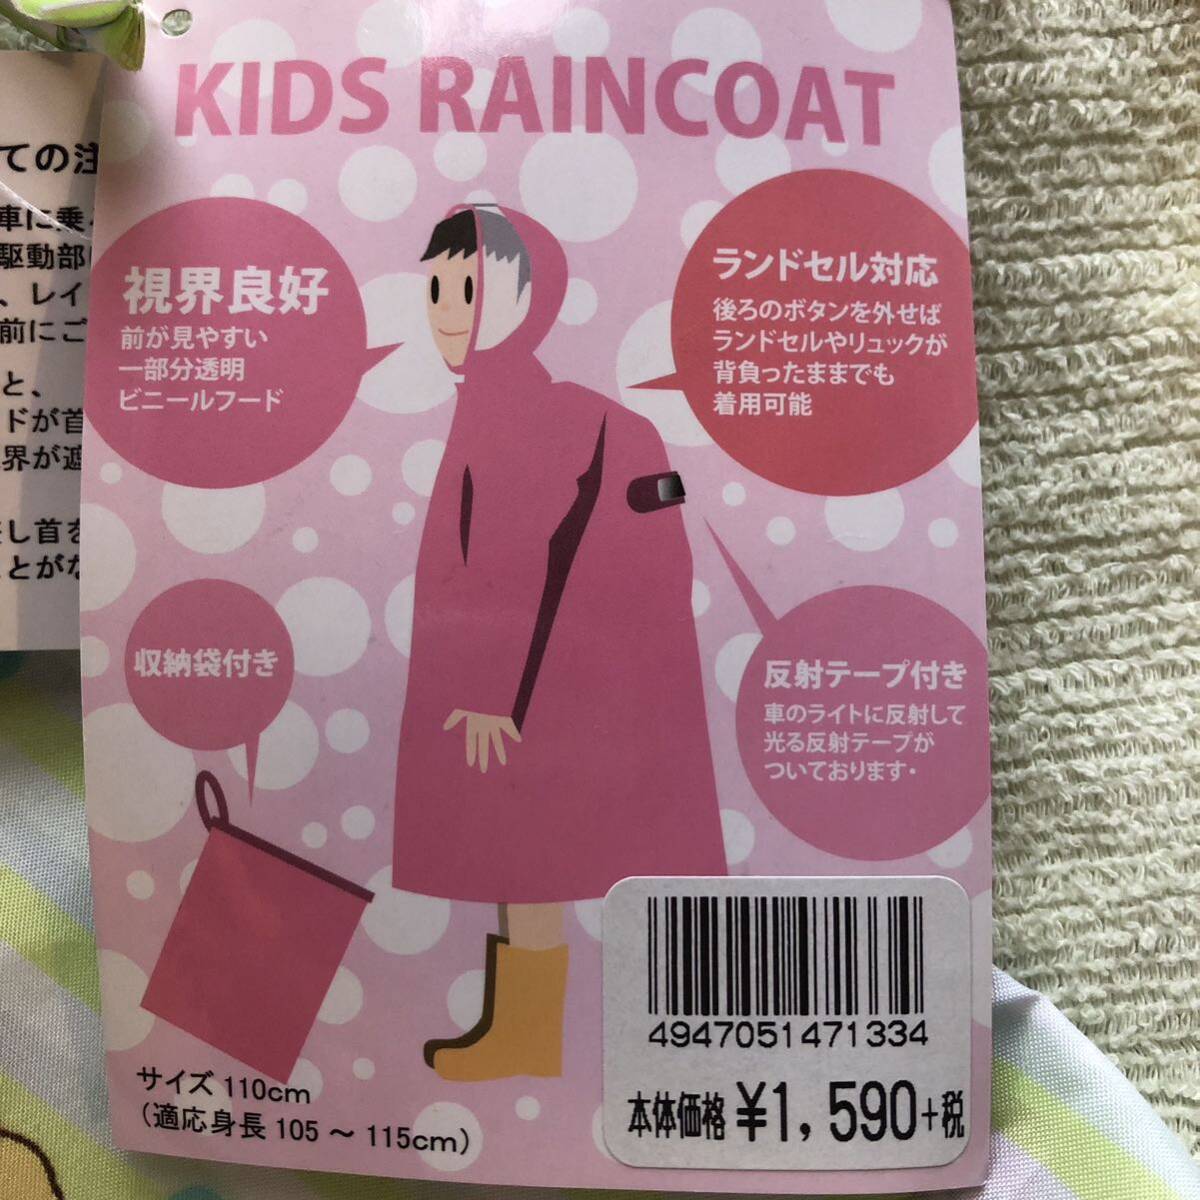 KIDS RAINCOAT
視界良好
前が見やすい
一部分透明
ビニールフード
ランドセル対応
後ろのボタンを外せば
ランドセルやリュックが
背負ったままでも
着用可能
収納袋付き
反射テープ付き
車のライトに反射して
光る反射テープが
ついております・
サイズ 110cm
(適応身長 105 ～ 115cm)
4947051471334
本体価格 ¥1,590+税
ての注
車に乗
駆動部
、レイ
前にご
と、
ドが首
界が遮
し首を
とがな